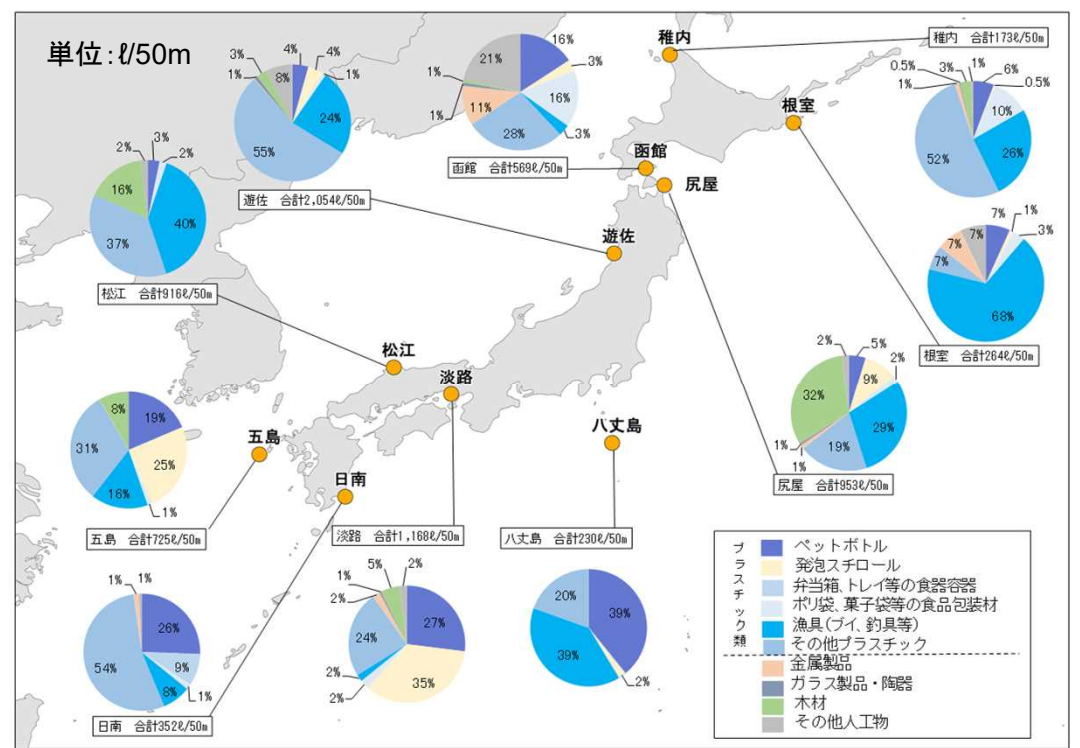 単位:ℓ/50m
3%
4%
4%
1%
8%
1%
24%
55%
遊佐 合計2,054ℓ/50m
16%
21%
3%
1%
16%
1%
11%
3%
28%
函館 合計569ℓ/50m
稚内
稚内 合計173ℓ/50m
1%
3%
0.5%
6%
0.5%
1%
10%
52%
26%
根室
函館
尻屋
遊佐
3%
2%
2%
16%
40%
37%
松江 合計916ℓ/50m
7%
1%
7%
3%
7%
7%
68%
根室 合計264ℓ/50m
松江
淡路
八丈島
五島
日南
2%
5%
2%
9%
32%
29%
1%
19%
1%
尻屋 合計953ℓ/50m
8%
19%
31%
25%
16%
1%
五島 合計725ℓ/50m
淡路 合計1,168ℓ/50m
八丈島 合計230ℓ/50m
1%
1%
26%
54%
9%
1%
8%
日南 合計352ℓ/50m
5%
2%
1%
2%
27%
24%
2%
35%
2%
20%
39%
39%
2%
プラスチック類
ペットボトル
発泡スチロール
弁当箱、トレイ等の食器容器
ポリ袋、菓子袋等の食品包装材
漁具(ブイ、釣具等)
その他プラスチック
金属製品
ガラス製品・陶器
木材
その他人工物